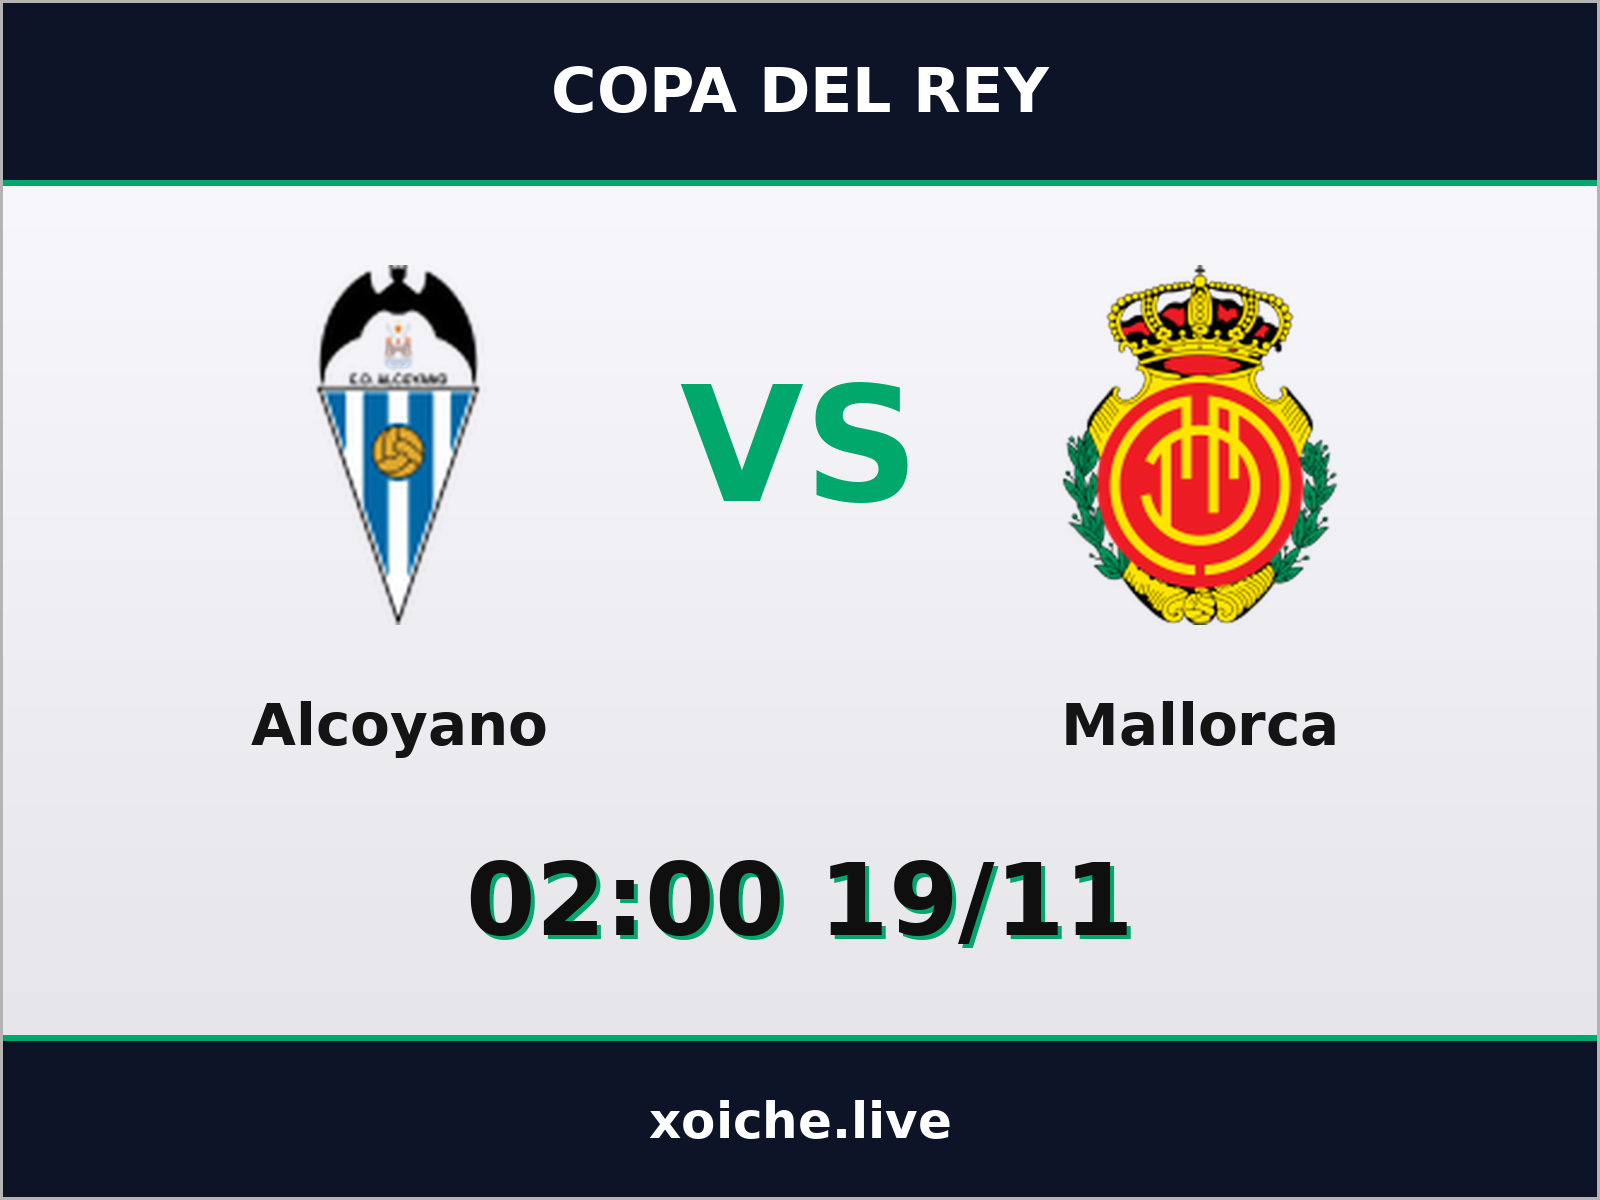 COPA DEL REY
VS
Alcoyano
Mallorca
02:00 19/11
xoiche.live